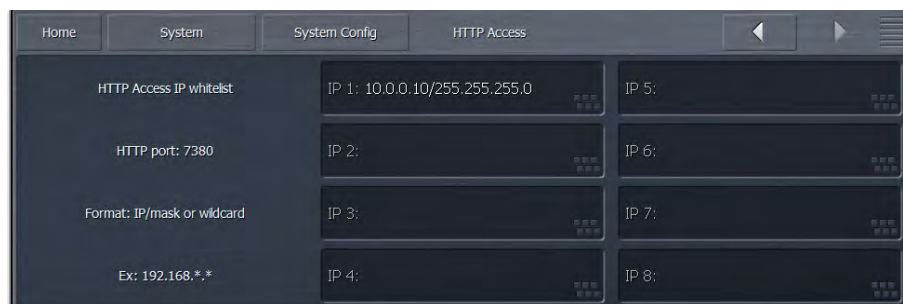 Home System System Config HTTP Access
HTTP Access IP whitelist IP 1: 10.0.0.10/255.255.255.0 IP 5:
HTTP port: 7380 IP 2: IP 6:
Format: IP/mask or wildcard IP 3: IP 7:
Ex: 192.168.*.* IP 4: IP 8: